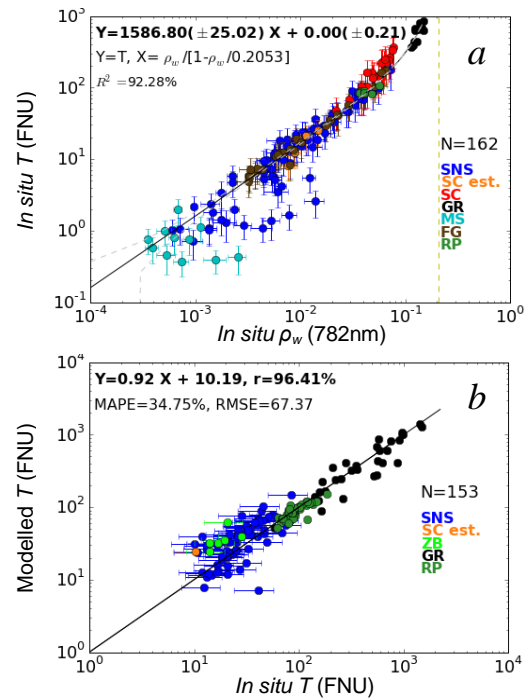 Y=1586.80(±25.02) X + 0.00(±0.21)
Y=T, X= ρ_w /[1-ρ_w /0.2053]
R² =92.28%
a
N=162
SNS
SC est.
SC
GR
MS
FG
RP
10³
10²
10¹
10⁰
10⁻¹
In situ T (FNU)
10⁻⁴ 10⁻³ 10⁻² 10⁻¹ 10⁰
In situ ρ_w (782nm)
Y=0.92 X + 10.19, r=96.41%
MAPE=34.75%, RMSE=67.37
b
N=153
SNS
SC est.
ZB
GR
RP
10⁴
10³
10²
10¹
10⁰
Modelled T (FNU)
10⁰ 10¹ 10² 10³ 10⁴
In situ T (FNU)